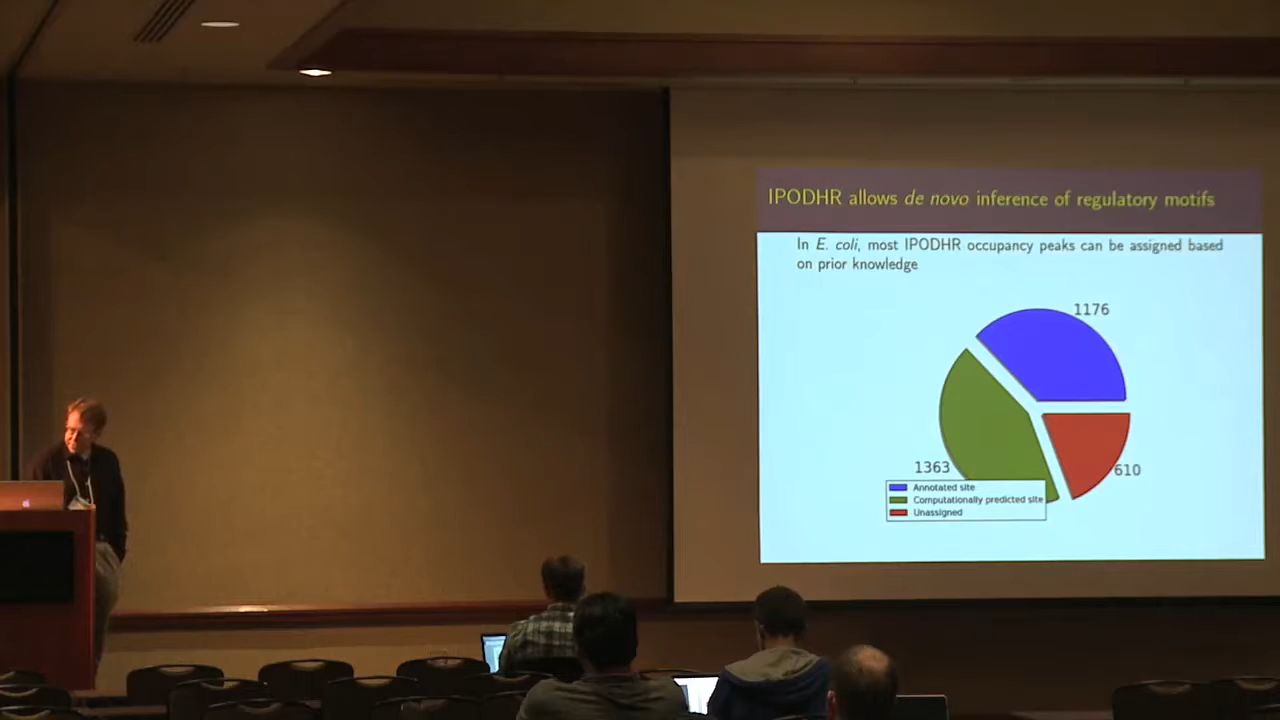 IPODHR allows de novo inference of regulatory motifs
In E. coli, most IPODHR occupancy peaks can be assigned based
on prior knowledge
1176
1363
610
Annotated site
Computationally predicted site
Unassigned